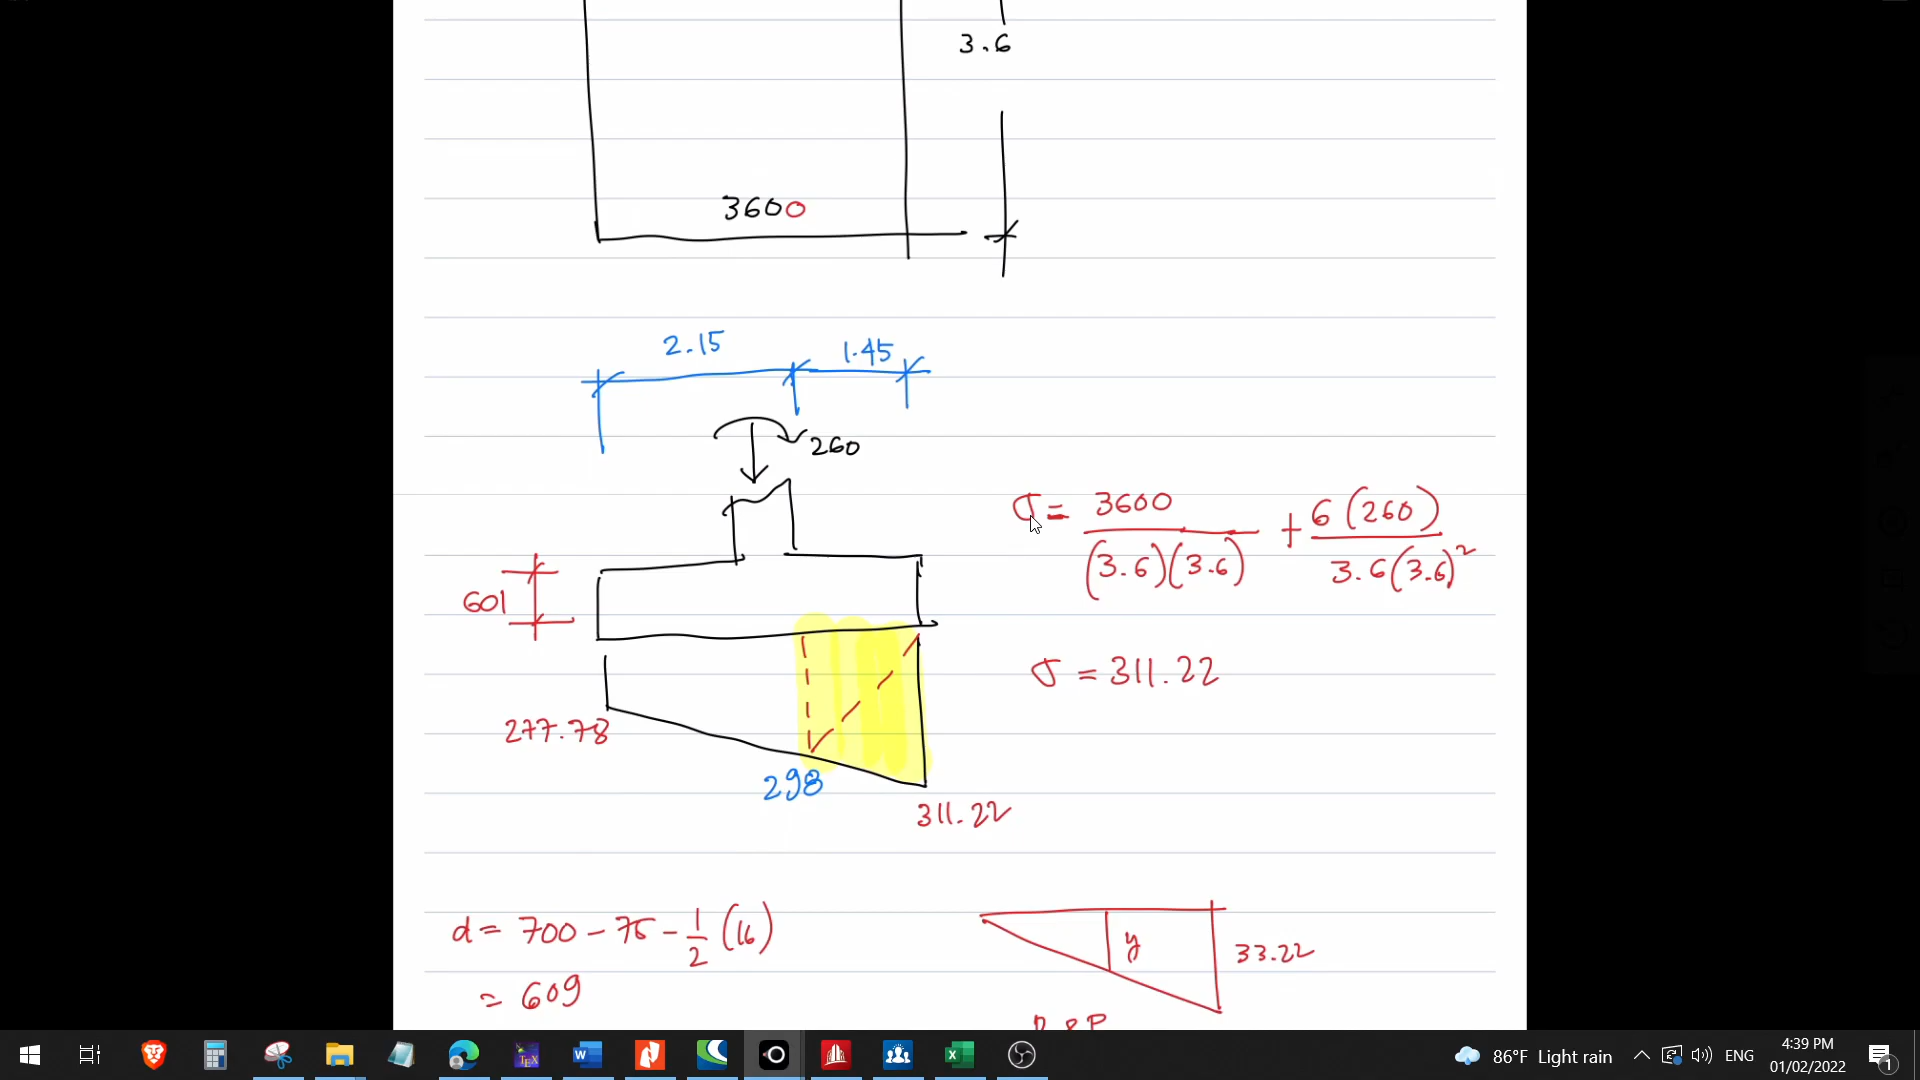 3.6
3600
2.15
1.45
260
σ = 3600 / (3.6)(3.6) + 6(260) / 3.6(3.6)²
601
σ = 311.22
277.78
298
311.22
d = 700 - 75 - 1/2 (16)
= 609
y
33.22
86°F Light rain
ENG
4:39 PM
01/02/2022
1